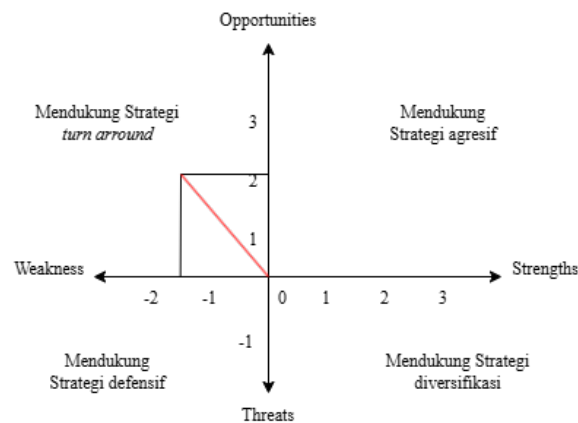 Opportunities
Mendukung Strategi
turn arround
Mendukung
Strategi agresif
3
2
1
Weakness
Strengths
-2
-1
0
1
2
3
-1
Mendukung
Strategi defensif
Mendukung Strategi
diversifikasi
Threats